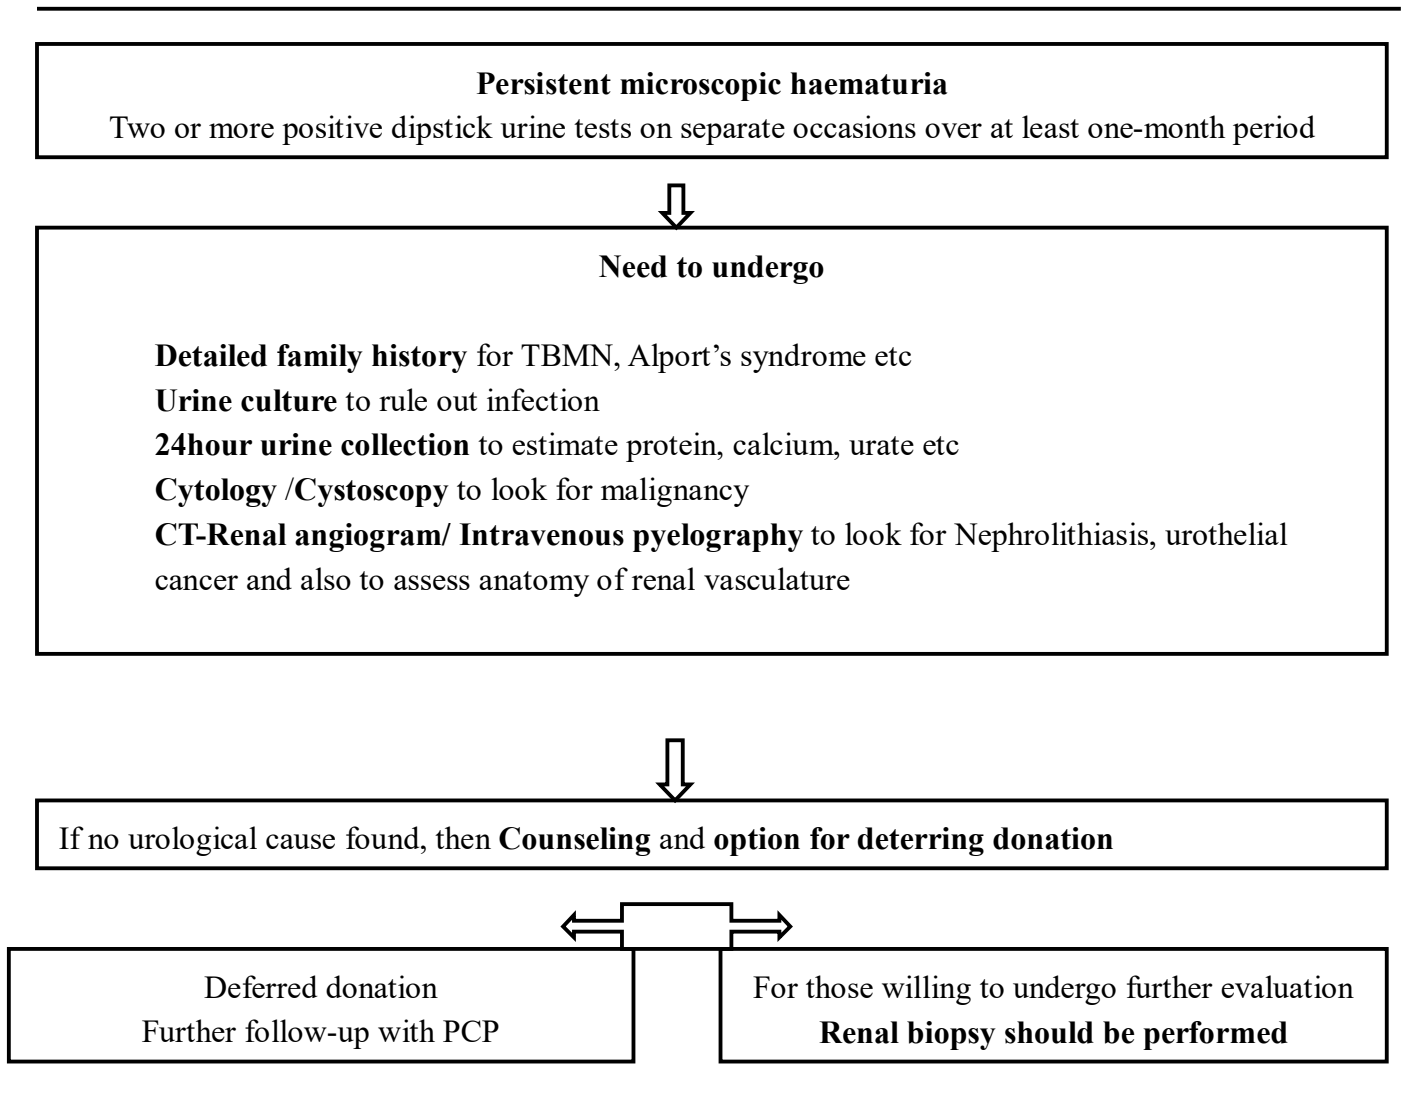 Persistent microscopic haematuria
Two or more positive dipstick urine tests on separate occasions over at least one-month period
Need to undergo
Detailed family history for TBMN, Alport’s syndrome etc
Urine culture to rule out infection
24hour urine collection to estimate protein, calcium, urate etc
Cytology /Cystoscopy to look for malignancy
CT-Renal angiogram/ Intravenous pyelography to look for Nephrolithiasis, urothelial
cancer and also to assess anatomy of renal vasculature
If no urological cause found, then Counseling and option for deterring donation
Deferred donation
Further follow-up with PCP
For those willing to undergo further evaluation
Renal biopsy should be performed